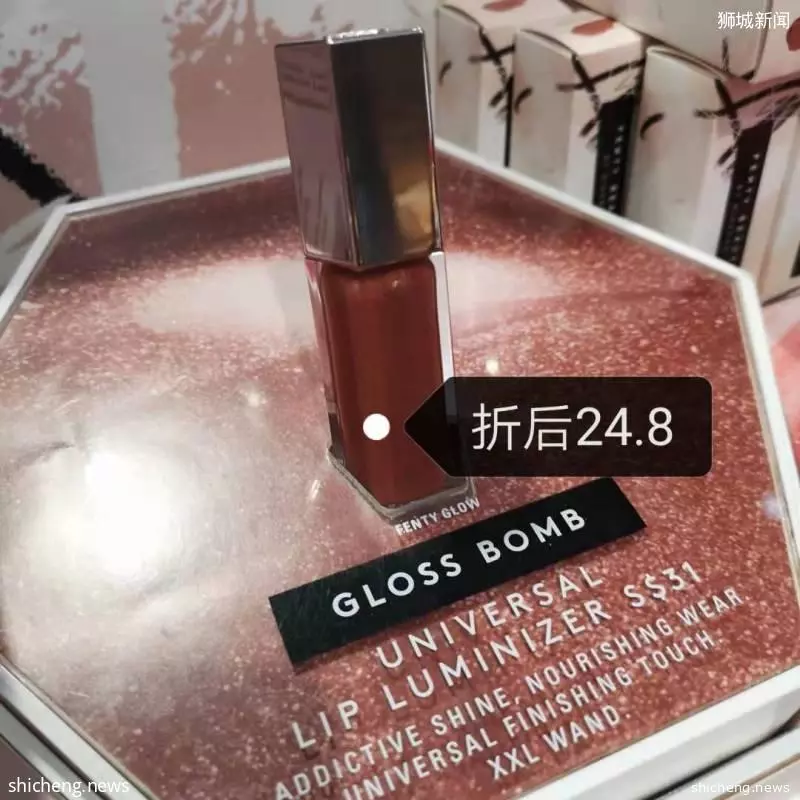 狮城新闻
折后24.8
FENTY GLOW
GLOSS BOMB
UNIVERSAL
LIP LUMINIZER S$31
ADDICTIVE SHINE, NOURISHING WEAR.
UNIVERSAL FINISHING TOUCH.
XXL WAND.
shicheng.news
shicheng.news